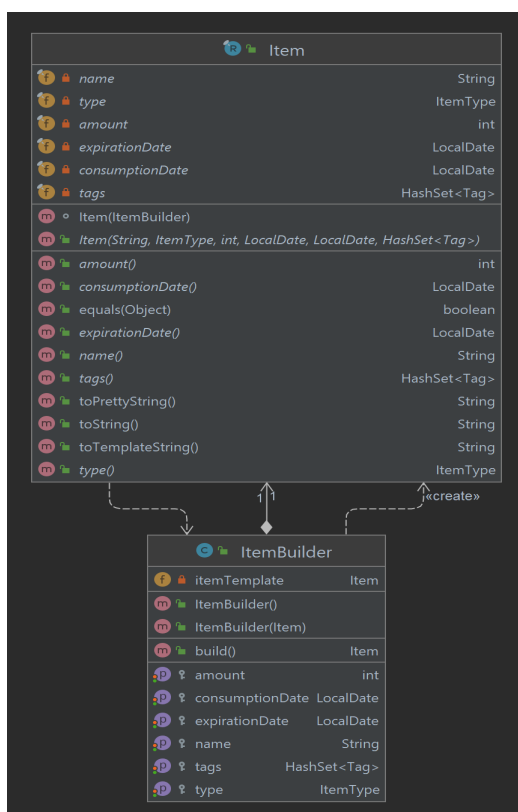 Item
name String
type ItemType
amount int
expirationDate LocalDate
consumptionDate LocalDate
tags HashSet<Tag>
Item(ItemBuilder)
Item(String, ItemType, int, LocalDate, LocalDate, HashSet<Tag>)
amount() int
consumptionDate() LocalDate
equals(Object) boolean
expirationDate() LocalDate
name() String
tags() HashSet<Tag>
toPrettyString() String
toString() String
toTemplateString() String
type() ItemType
1 1 «create»
ItemBuilder
itemTemplate Item
ItemBuilder()
ItemBuilder(Item)
build() Item
amount int
consumptionDate LocalDate
expirationDate LocalDate
name String
tags HashSet<Tag>
type ItemType